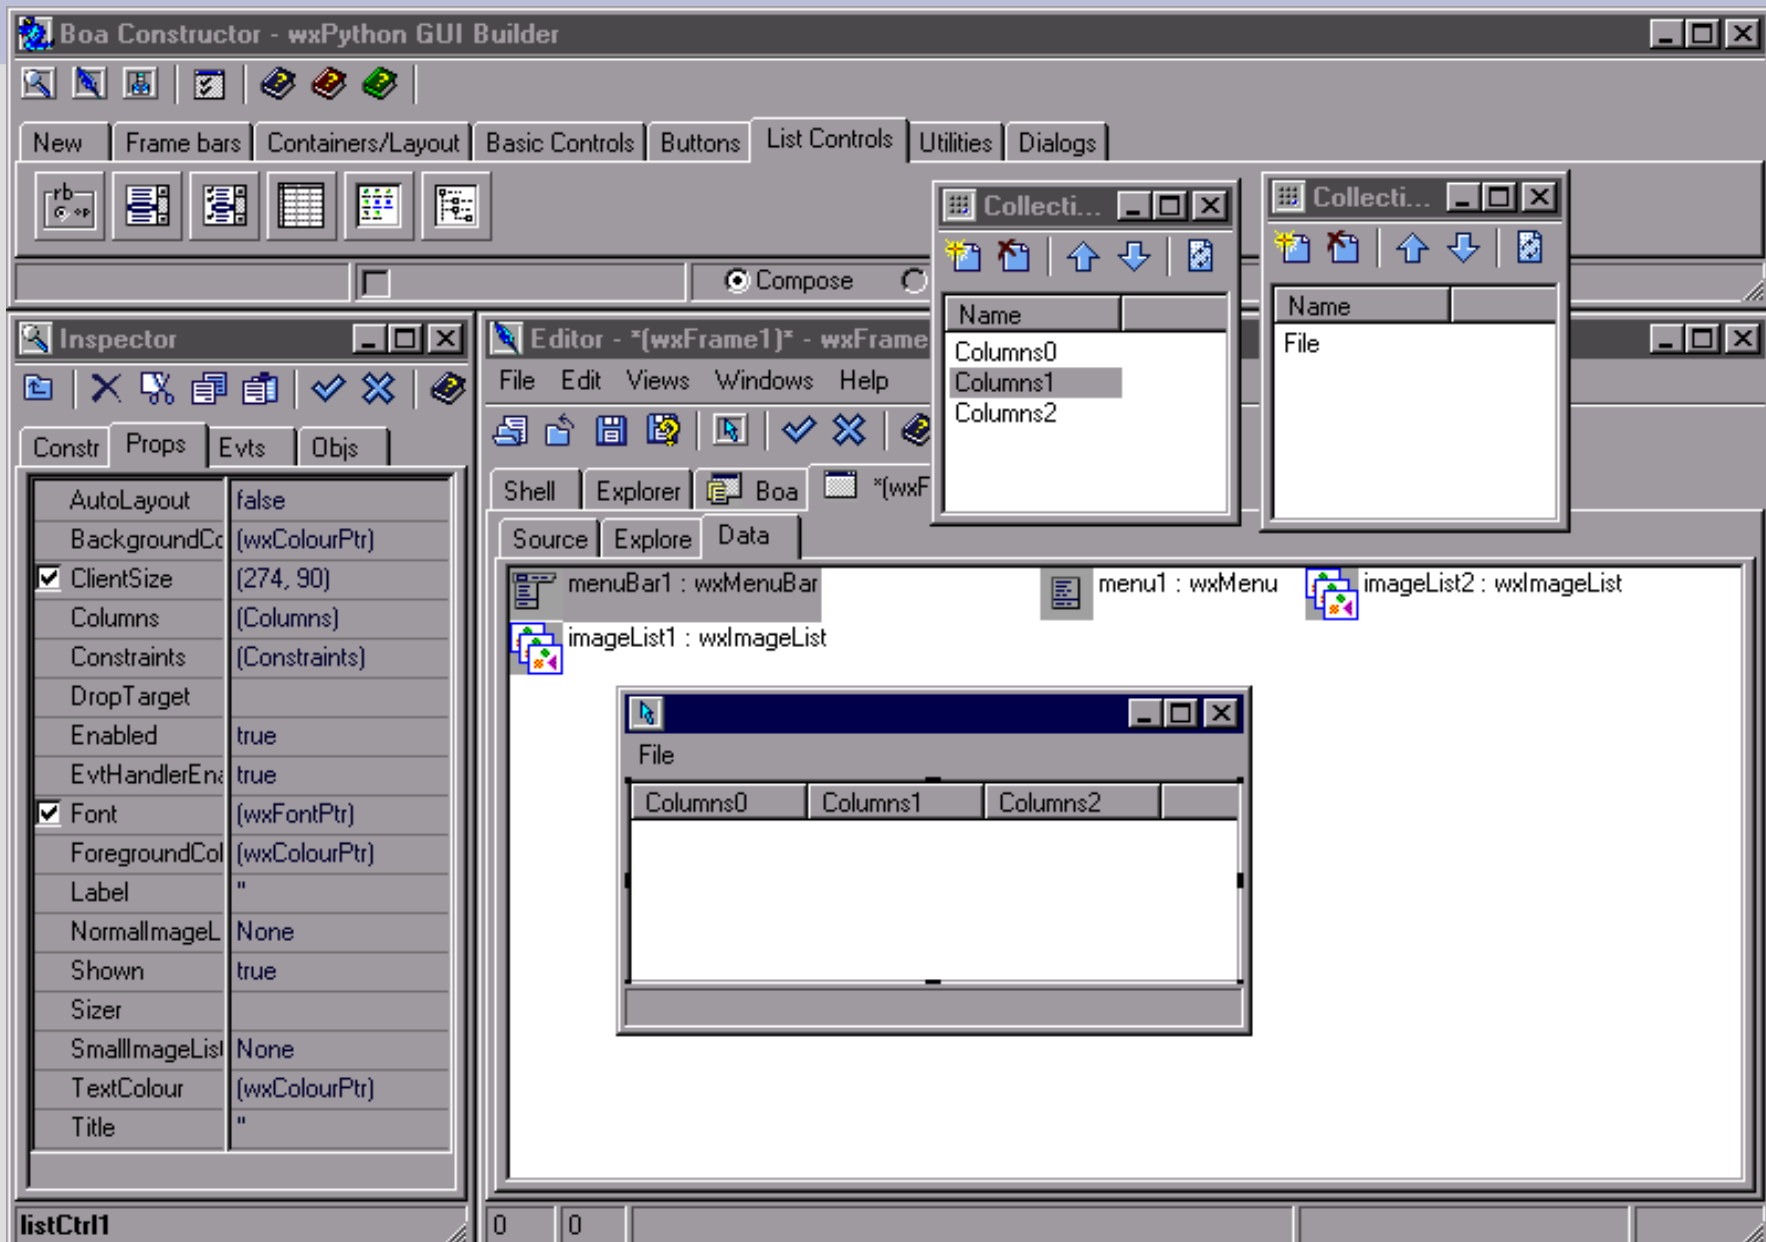 Boa Constructor - wxPython GUI Builder
New Frame bars Containers/Layout Basic Controls Buttons List Controls Utilities Dialogs
Compose
Collecti...
Name
Columns0
Columns1
Columns2
Collecti...
Name
File
Inspector
Constr Props Evts Objs
AutoLayout false
BackgroundCo (wxColourPtr)
ClientSize (274, 90)
Columns (Columns)
Constraints (Constraints)
DropTarget
Enabled true
EvtHandlerEna true
Font (wxFontPtr)
ForegroundCol (wxColourPtr)
Label ''
NormalImageL None
Shown true
Sizer
SmallImageList None
TextColour (wxColourPtr)
Title ''
listCtrl1
Editor - *(wxFrame1)* - wxFrame
File Edit Views Windows Help
Shell Explorer Boa *(wxF
Source Explore Data
menuBar1 : wxMenuBar menu1 : wxMenu imageList2 : wxImageList
imageList1 : wxImageList
File
Columns0 Columns1 Columns2
0 0